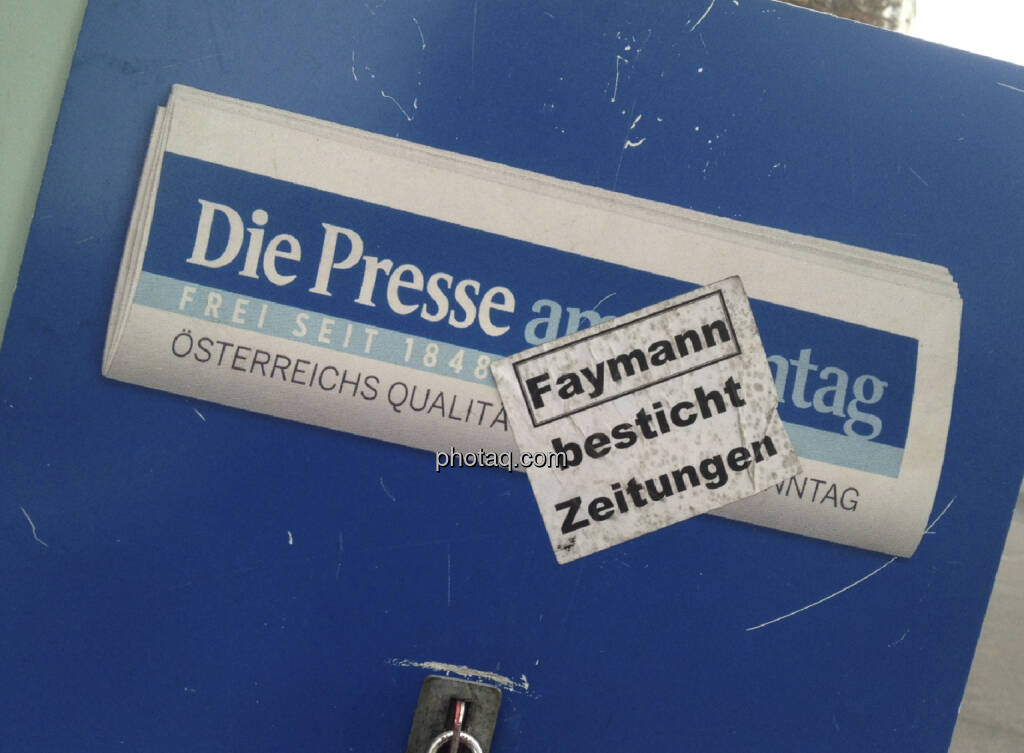 Die Presse am ntag
FREI SEIT 1848
ÖSTERREICHS QUALITÄ NNTAG
Faymann
besticht
Zeitungen
photaq.com